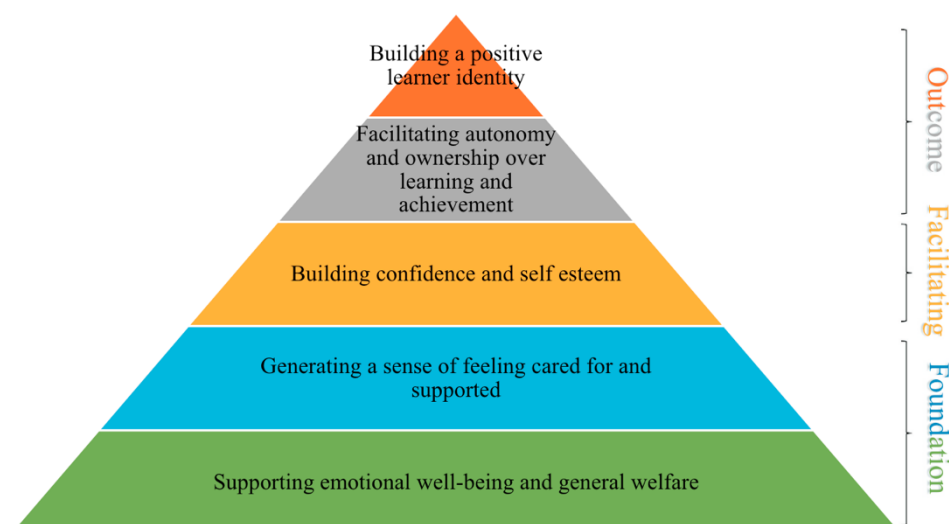 Building a positive
learner identity
Facilitating autonomy
and ownership over
learning and
achievement
Building confidence and self esteem
Generating a sense of feeling cared for and
supported
Supporting emotional well-being and general welfare
Outcome
Facilitating
Foundation